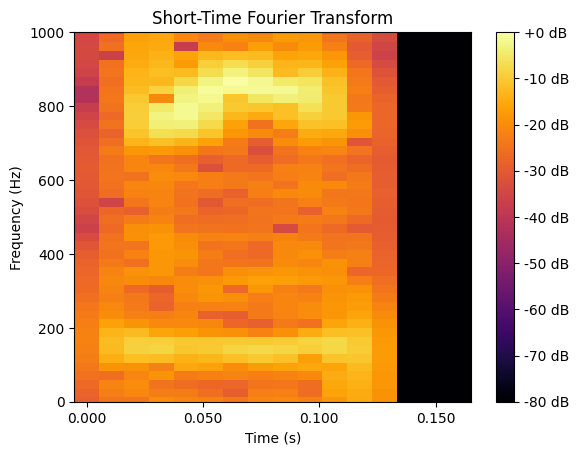 Short-Time Fourier Transform
1000
800
600
400
200
0
Frequency (Hz)
0.000 0.050 0.100 0.150
Time (s)
+0 dB
-10 dB
-20 dB
-30 dB
-40 dB
-50 dB
-60 dB
-70 dB
-80 dB